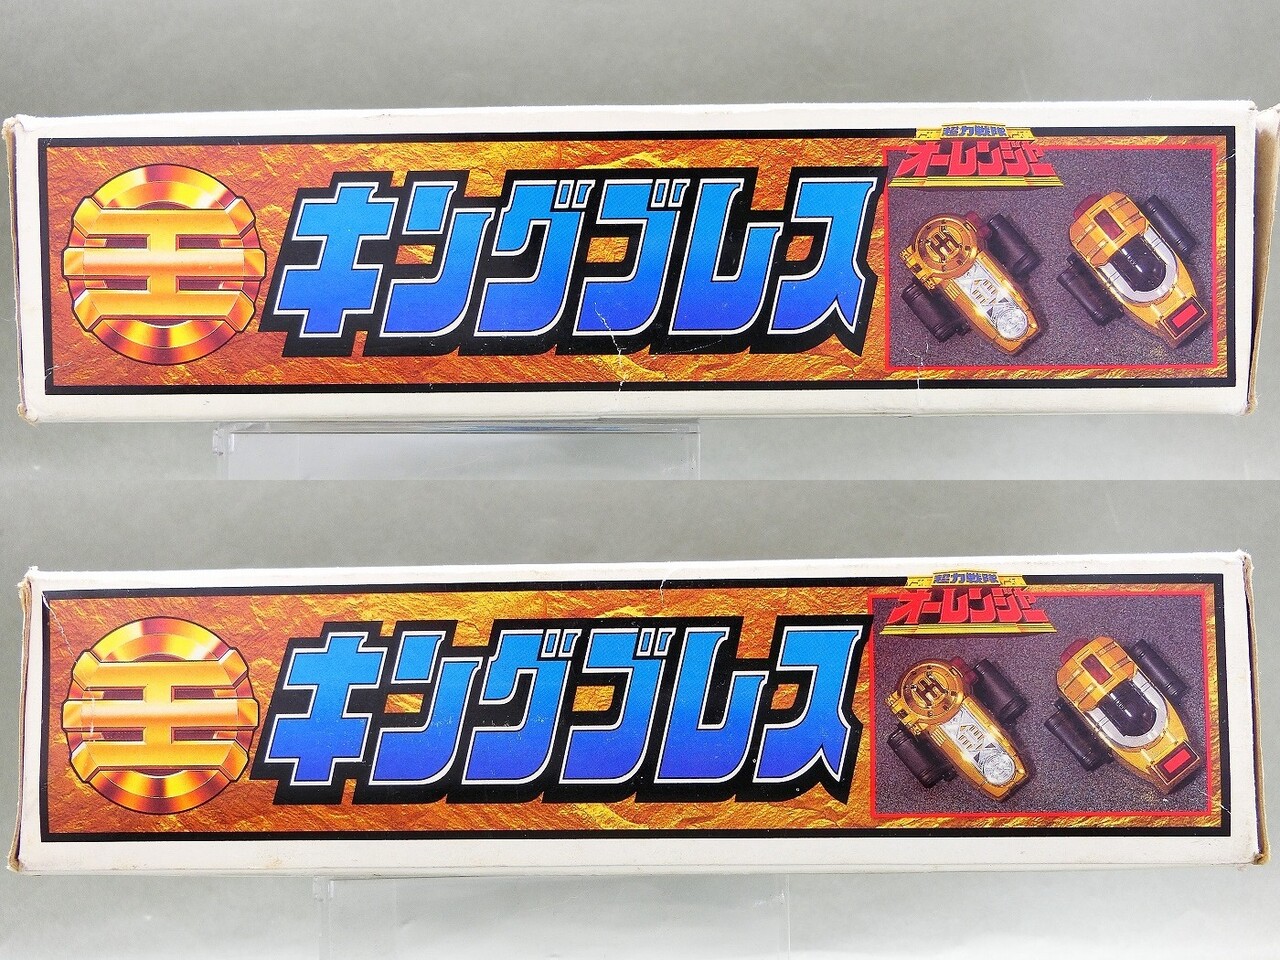 王
キングブレス
超力戦隊
オーレンジャー
王
キングブレス
超力戦隊
オーレンジャー